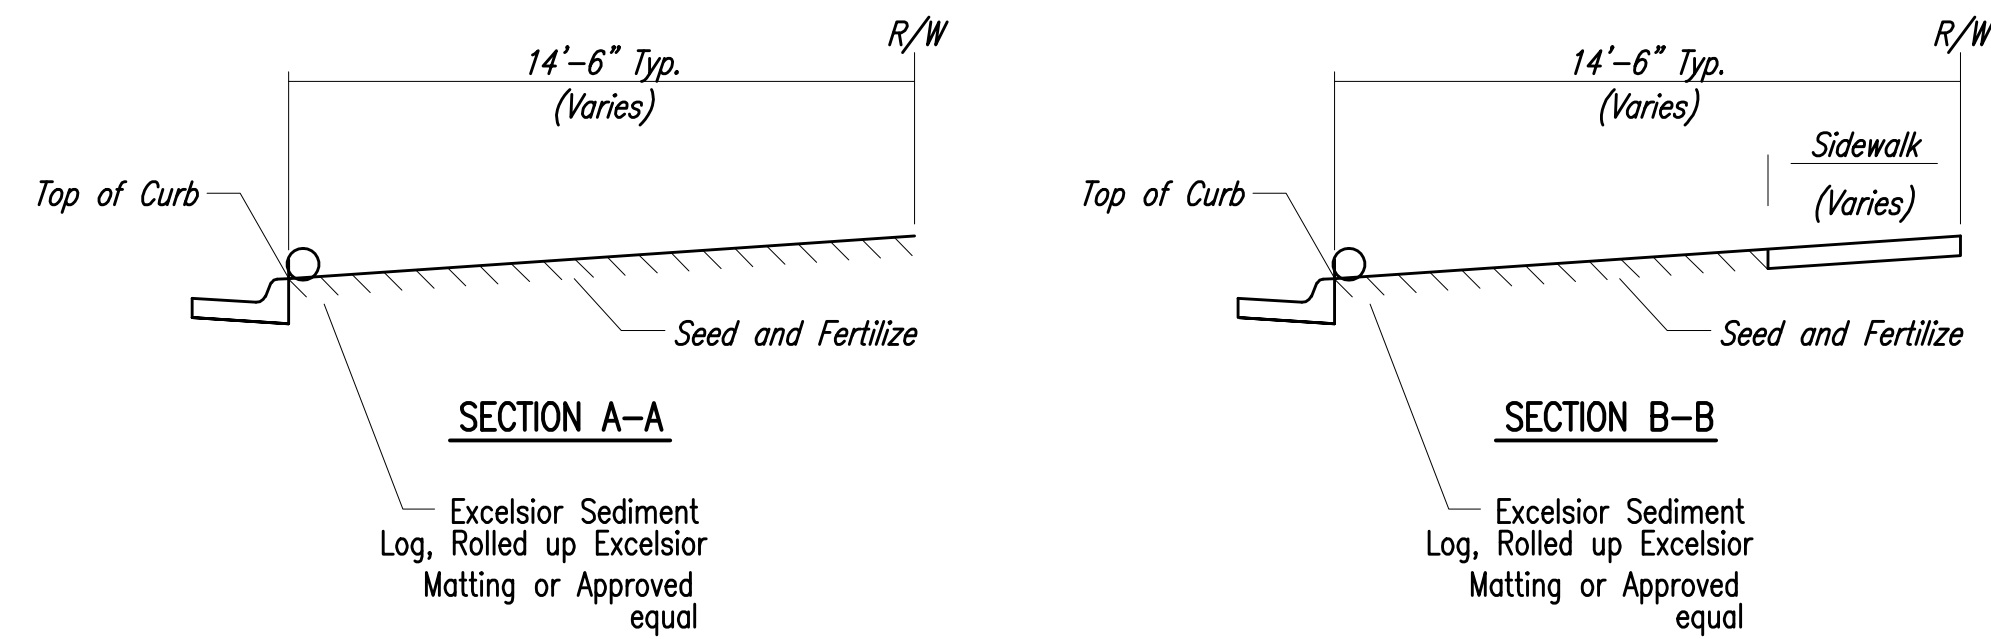 R/W
14'-6" Typ.
(Varies)
Top of Curb
Seed and Fertilize
SECTION A-A
Excelsior Sediment
Log, Rolled up Excelsior
Matting or Approved
equal
R/W
14'-6" Typ.
(Varies)
Sidewalk
(Varies)
Top of Curb
Seed and Fertilize
SECTION B-B
Excelsior Sediment
Log, Rolled up Excelsior
Matting or Approved
equal